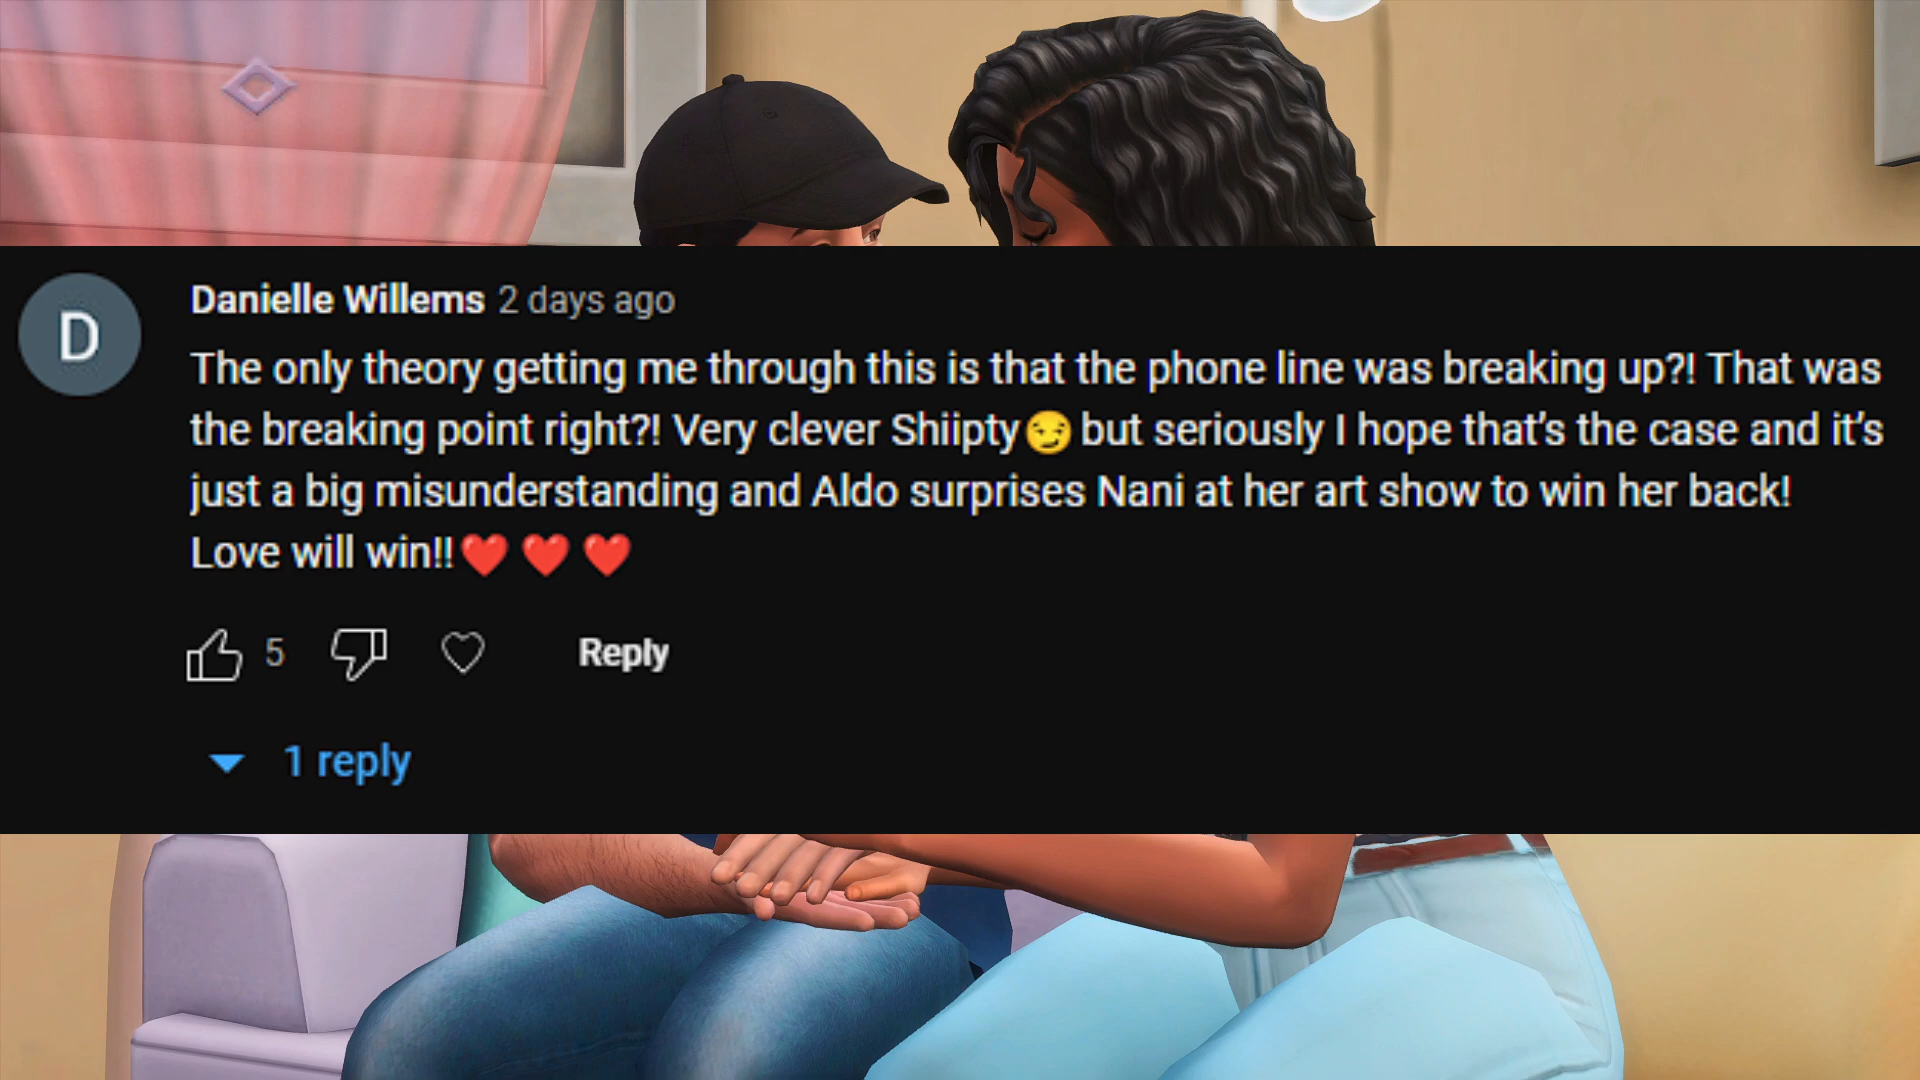 D
Danielle Willems 2 days ago
The only theory getting me through this is that the phone line was breaking up?! That was
the breaking point right?! Very clever Shiipty😏 but seriously I hope that’s the case and it’s
just a big misunderstanding and Aldo surprises Nani at her art show to win her back!
Love will win!!❤️ ❤️ ❤️
5 Reply
1 reply